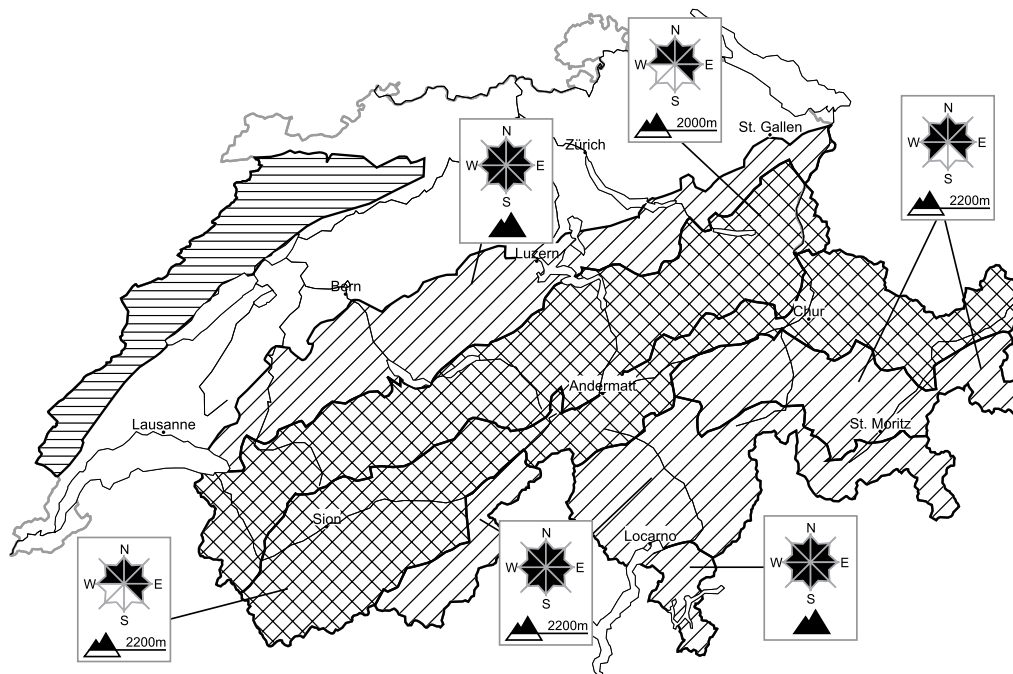 N
W E
S
2000m
St. Gallen
N
W E
S
2200m
N
W E
S
Zürich
Luzern
Bern
Chur
Andermatt
St. Moritz
Lausanne
Sion
Locarno
N
W E
S
2200m
N
W E
S
2200m
N
W E
S